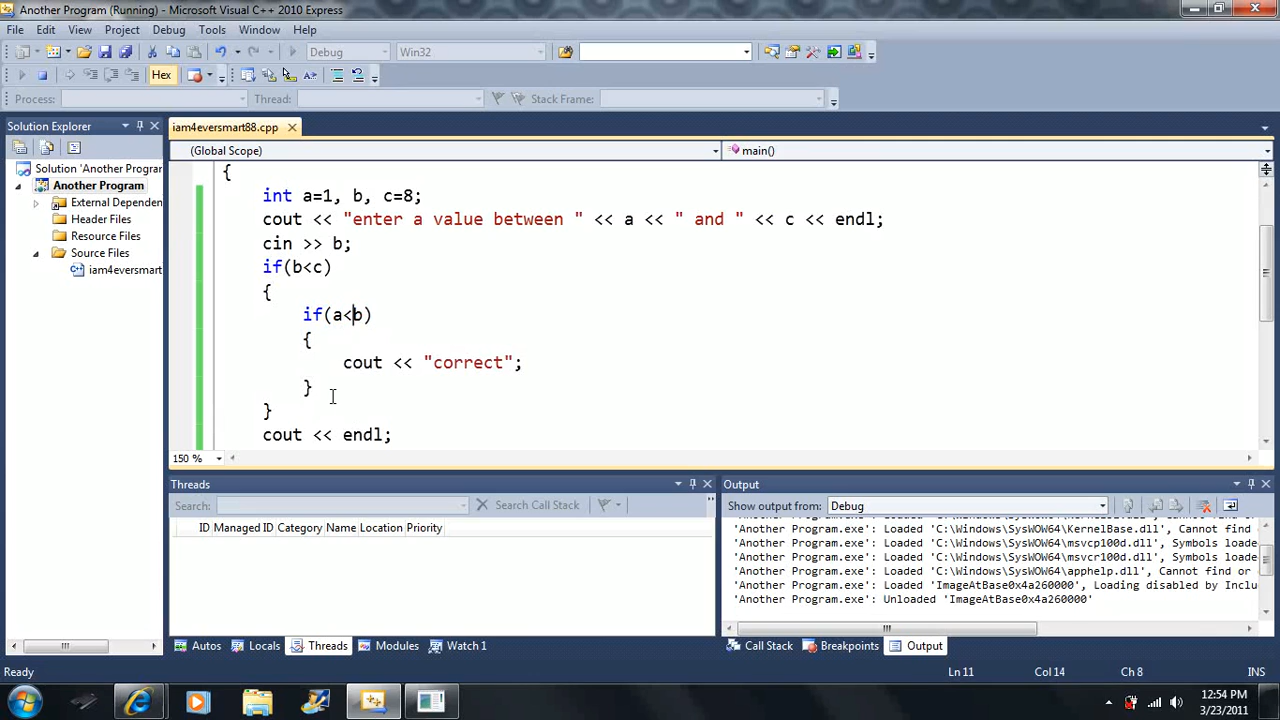 Another Program (Running) - Microsoft Visual C++ 2010 Express
File Edit View Project Debug Tools Window Help
Debug Win32
Hex
Process: Thread: Stack Frame:
Solution Explorer
iam4eversmart88.cpp
(Global Scope) main()
Solution 'Another Progran
Another Program
External Dependen
Header Files
Resource Files
Source Files
iam4eversmart
{
int a=1, b, c=8;
cout << "enter a value between " << a << " and " << c << endl;
cin >> b;
if(b<c)
{
if(a<b)
{
cout << "correct";
}
}
cout << endl;
150 %
Threads
Search: Search Call Stack
ID Managed ID Category Name Location Priority
Output
Show output from: Debug
'Another Program.exe': Loaded 'C:\Windows\SysWOW64\KernelBase.dll', Cannot find
'Another Program.exe': Loaded 'C:\Windows\SysWOW64\msvcp100d.dll', Symbols loade
'Another Program.exe': Loaded 'C:\Windows\SysWOW64\msvcr100d.dll', Symbols loade
'Another Program.exe': Loaded 'C:\Windows\SysWOW64\apphelp.dll', Cannot find or
'Another Program.exe': Loaded 'ImageAtBase0x4a260000', Loading disabled by Inclu
'Another Program.exe': Unloaded 'ImageAtBase0x4a260000'
Autos Locals Threads Modules Watch 1
Call Stack Breakpoints Output
Ready Ln 11 Col 14 Ch 8 INS
12:54 PM
3/23/2011